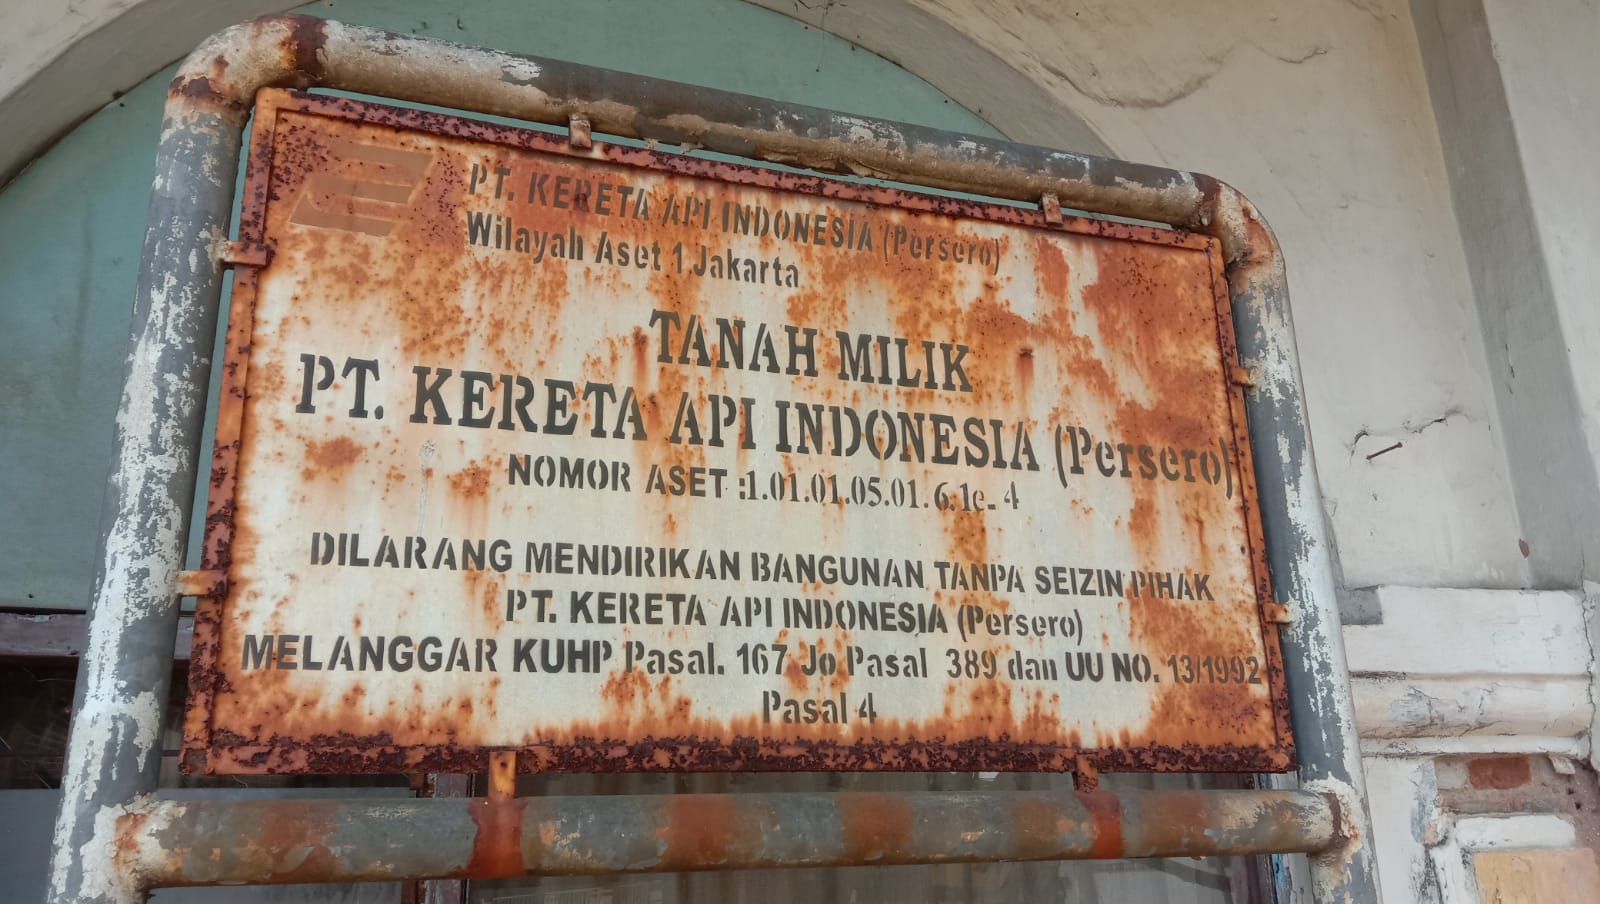 PT. KERETA API INDONESIA (Persero)
Wilayah Aset 1 Jakarta
TANAH MILIK
PT. KERETA API INDONESIA (Persero)
NOMOR ASET :1.01.01.05.01.6.1e-4
DILARANG MENDIRIKAN BANGUNAN TANPA SEIZIN PIHAK
PT. KERETA API INDONESIA (Persero)
MELANGGAR KUHP Pasal. 167 Jo Pasal 389 dan UU NO. 13/1992
Pasal 4